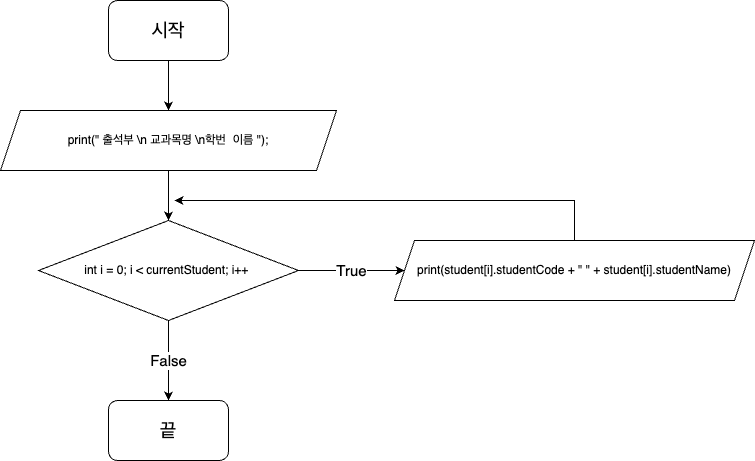 시작
print(" 출석부 \n 교과목명 \n학번  이름 ");
int i = 0; i < currentStudent; i++
True
print(student[i].studentCode + " " + student[i].studentName)
False
끝